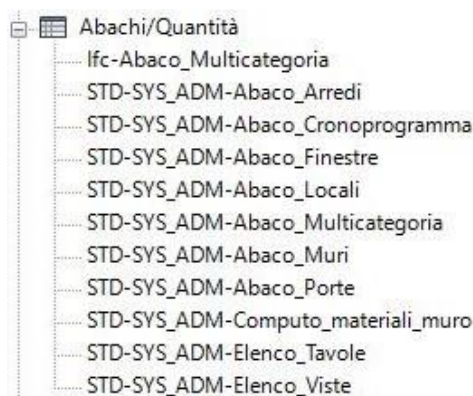 Abachi/Quantità
Ifc-Abaco_Multicategoria
STD-SYS_ADM-Abaco_Arredi
STD-SYS_ADM-Abaco_Cronoprogramma
STD-SYS_ADM-Abaco_Finestre
STD-SYS_ADM-Abaco_Locali
STD-SYS_ADM-Abaco_Multicategoria
STD-SYS_ADM-Abaco_Muri
STD-SYS_ADM-Abaco_Porte
STD-SYS_ADM-Computo_materiali_muro
STD-SYS_ADM-Elenco_Tavole
STD-SYS_ADM-Elenco_Viste